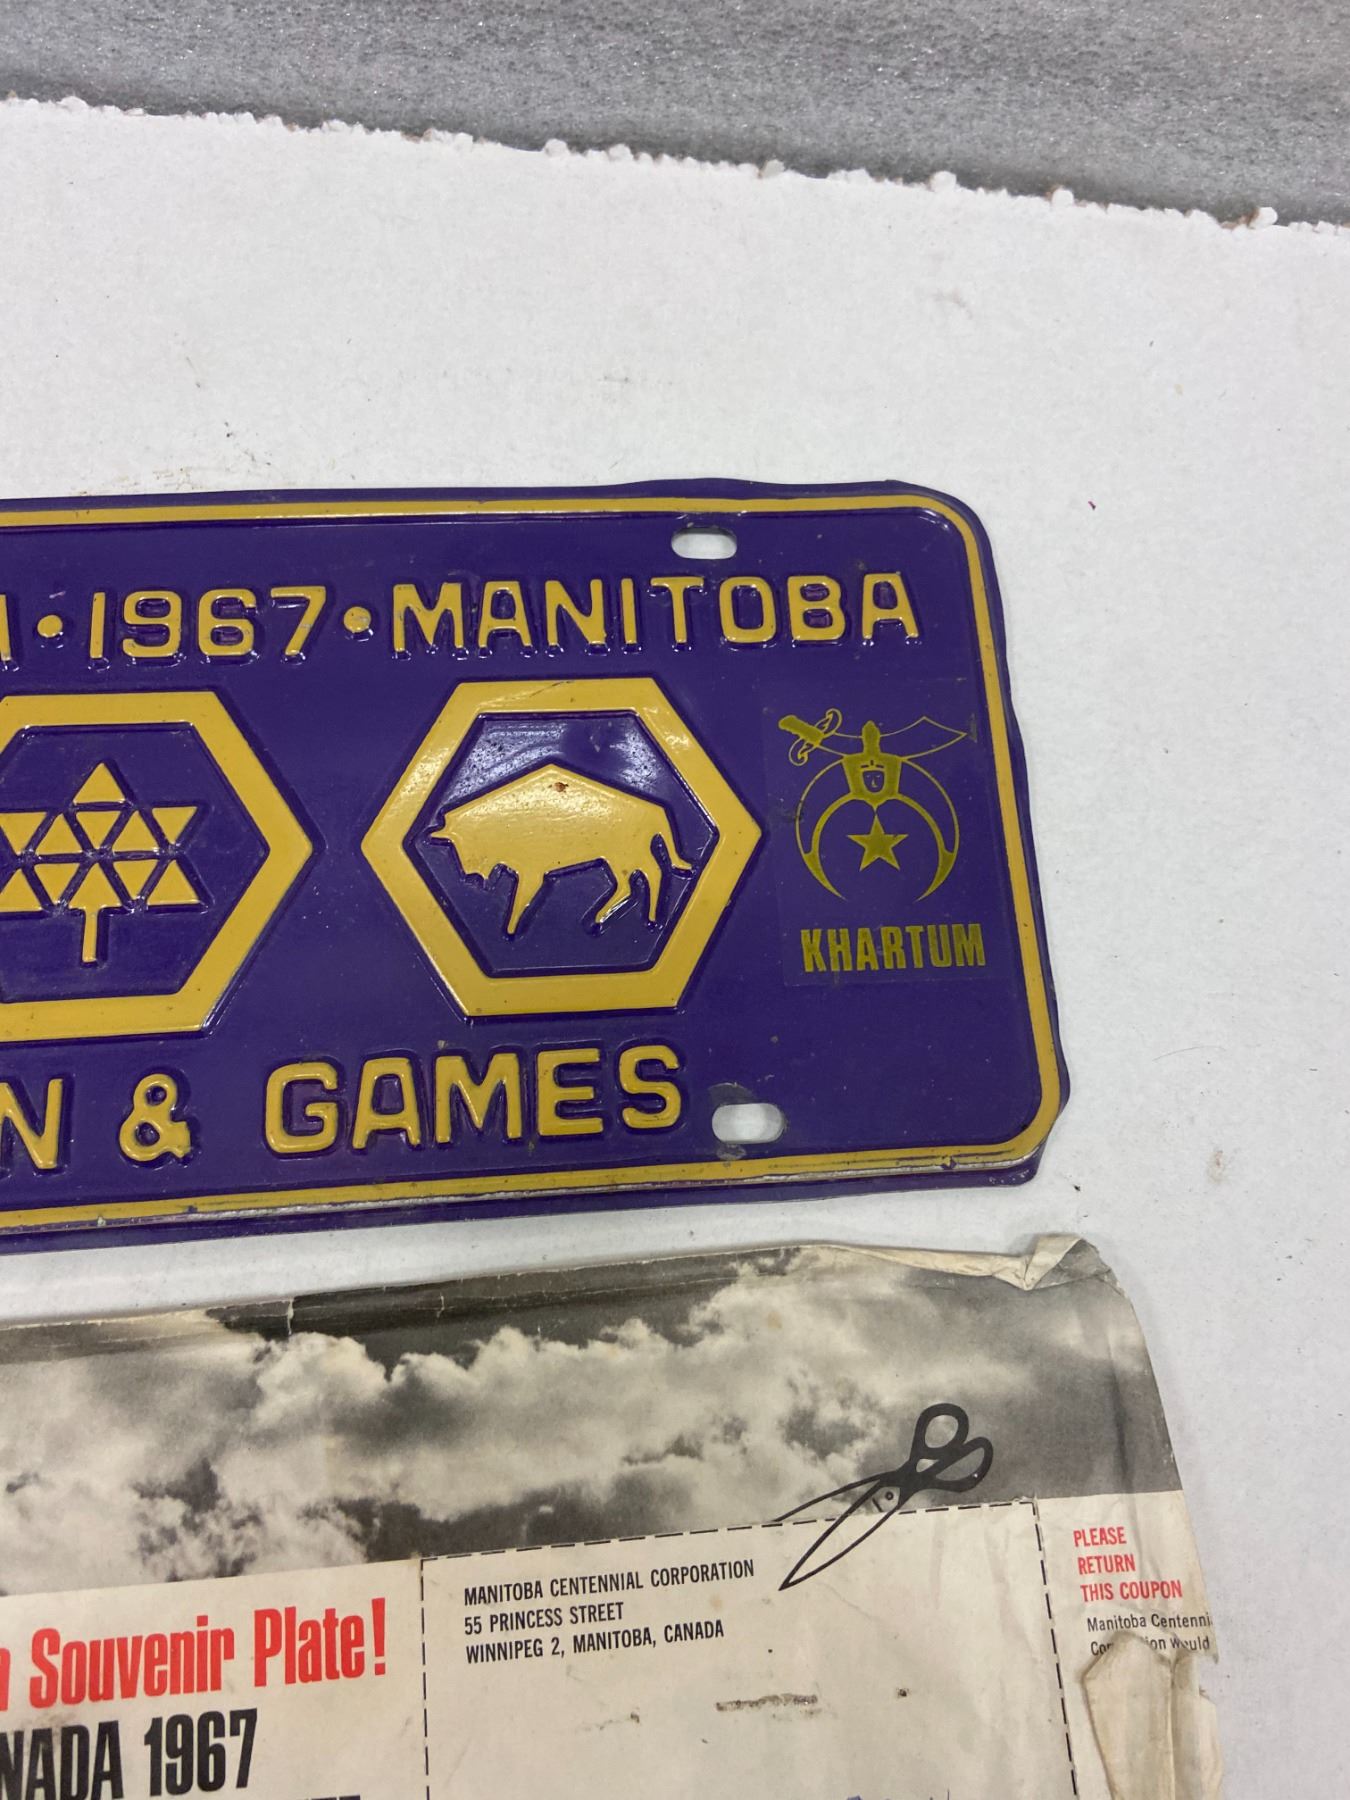 • 1967 • MANITOBA
KHARTUM
N & GAMES
MANITOBA CENTENNIAL CORPORATION
55 PRINCESS STREET
WINNIPEG 2, MANITOBA, CANADA
PLEASE
RETURN
THIS COUPON
Manitoba Centenni
would
Souvenir Plate!
NADA 1967